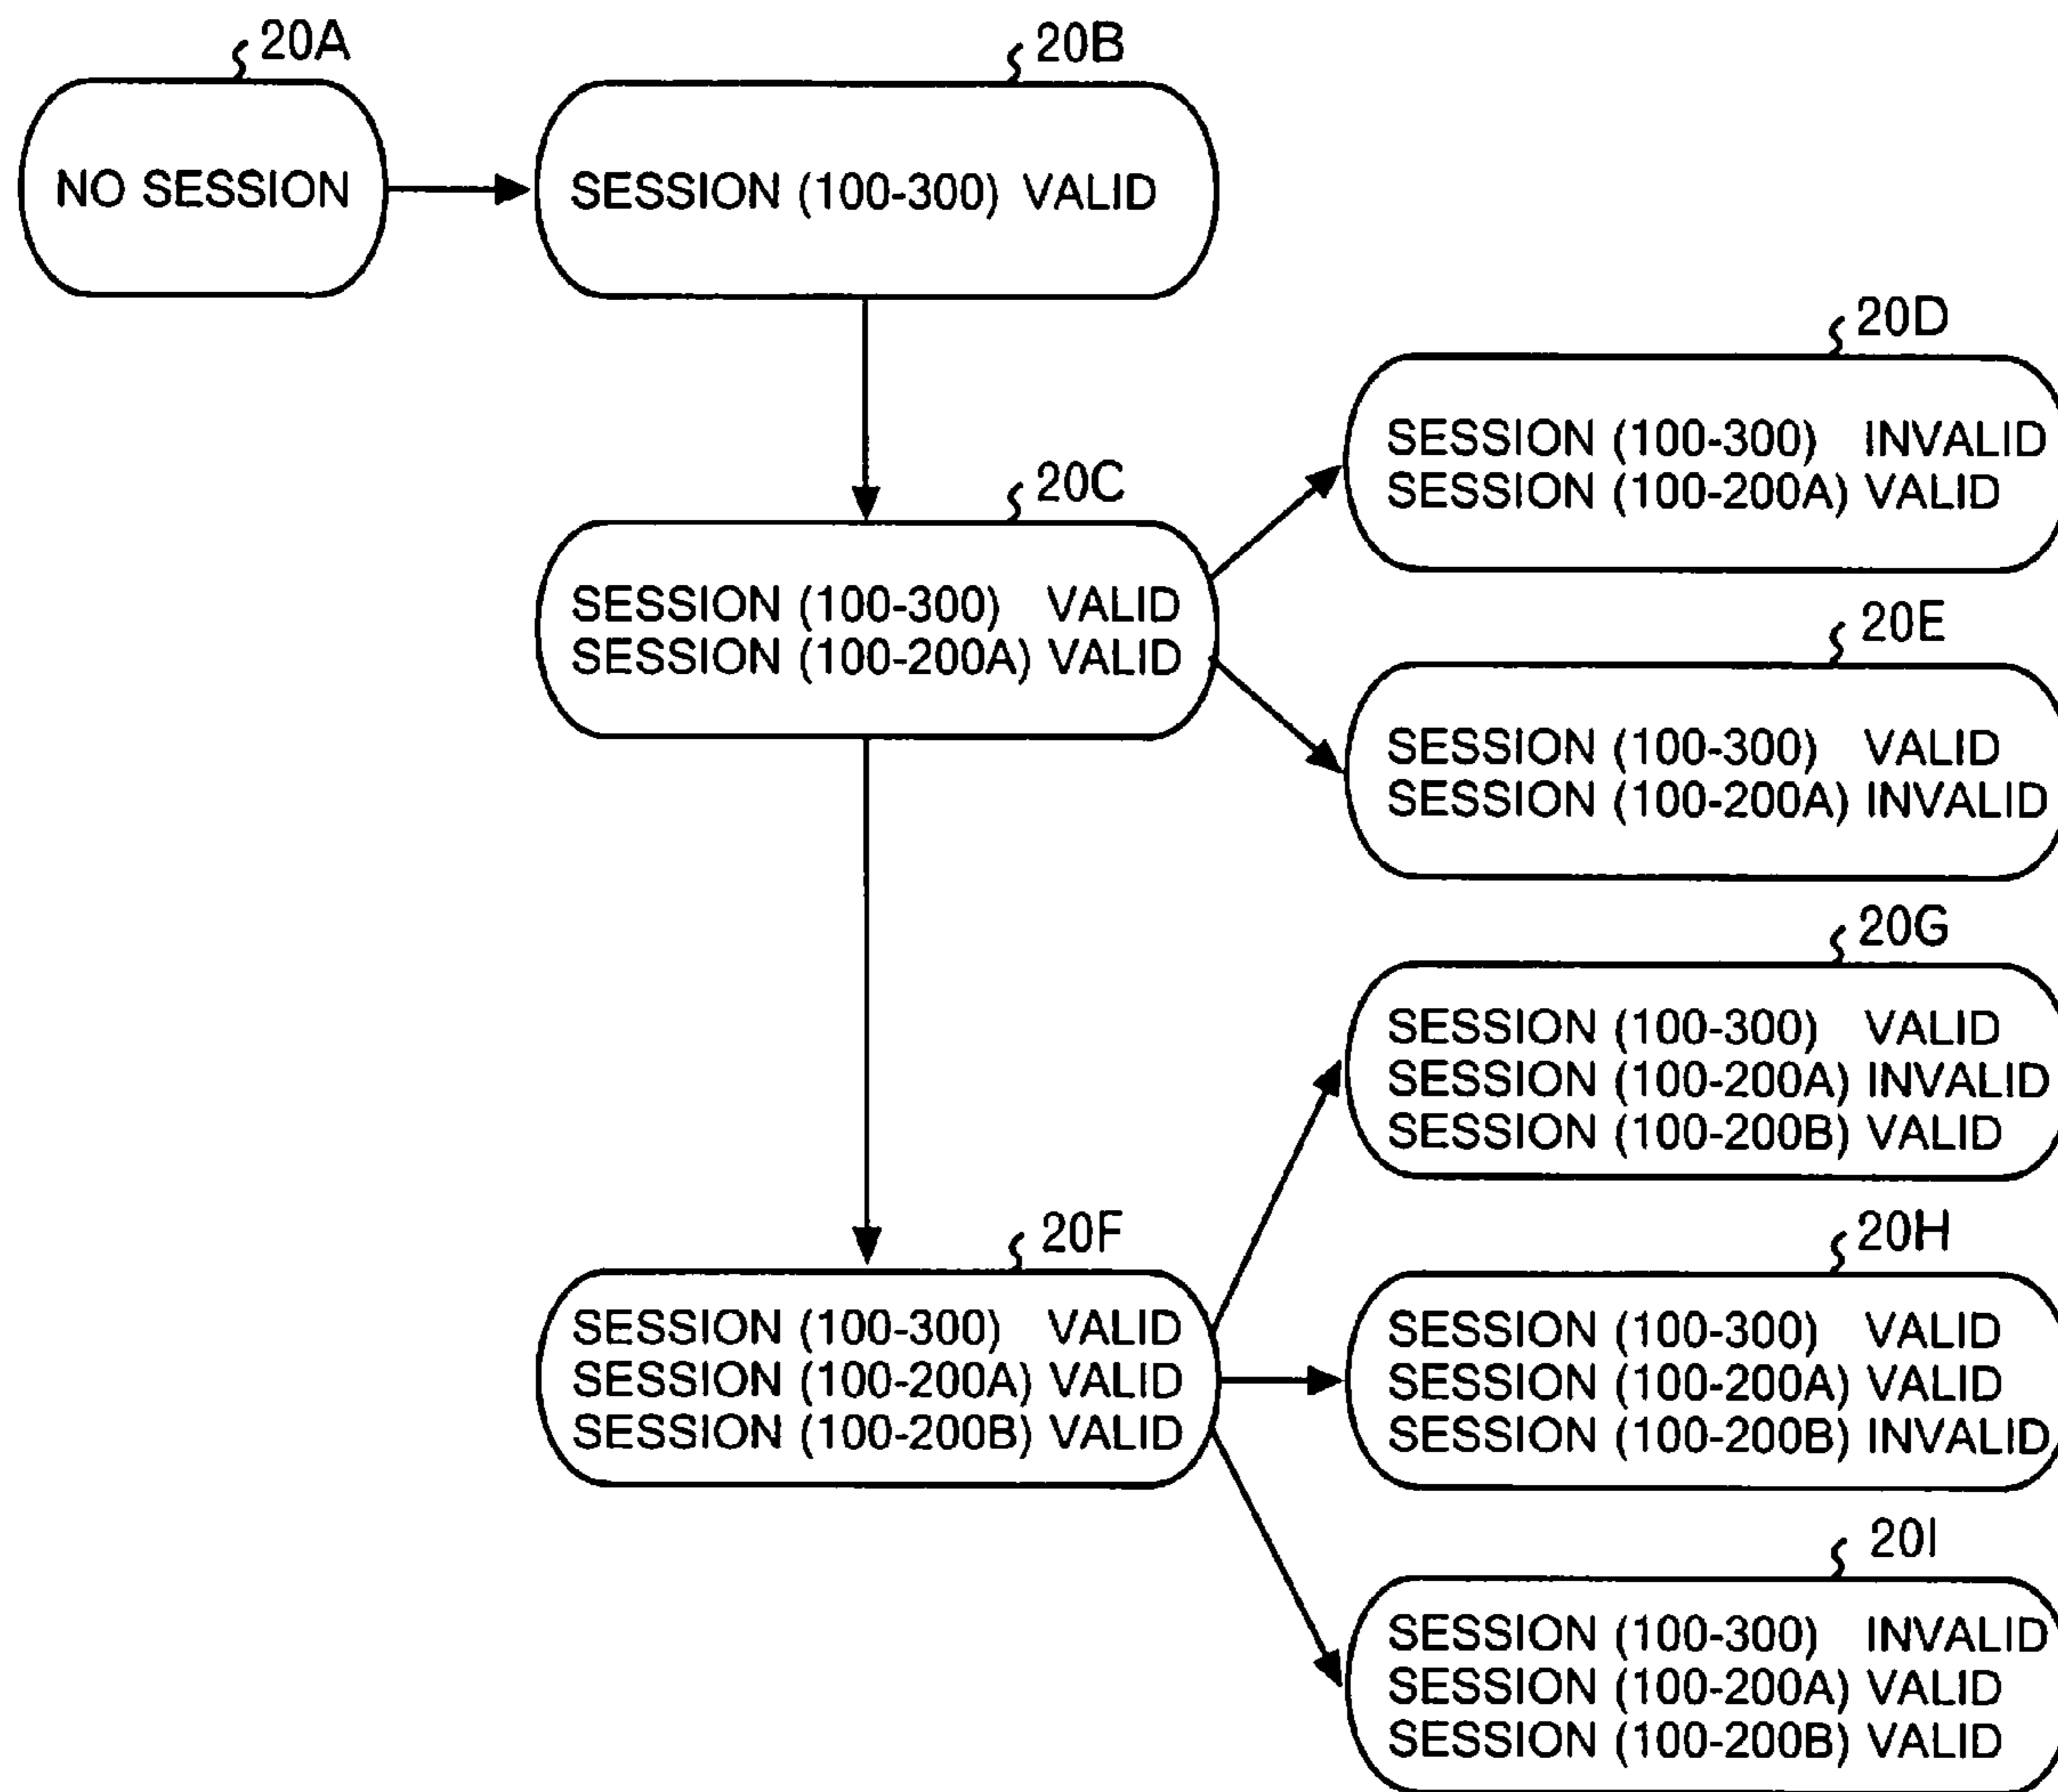 20A
NO SESSION
20B
SESSION (100-300) VALID
20C
SESSION (100-300) VALID
SESSION (100-200A) VALID
20D
SESSION (100-300) INVALID
SESSION (100-200A) VALID
20E
SESSION (100-300) VALID
SESSION (100-200A) INVALID
20F
SESSION (100-300) VALID
SESSION (100-200A) VALID
SESSION (100-200B) VALID
20G
SESSION (100-300) VALID
SESSION (100-200A) INVALID
SESSION (100-200B) VALID
20H
SESSION (100-300) VALID
SESSION (100-200A) VALID
SESSION (100-200B) INVALID
20I
SESSION (100-300) INVALID
SESSION (100-200A) VALID
SESSION (100-200B) VALID